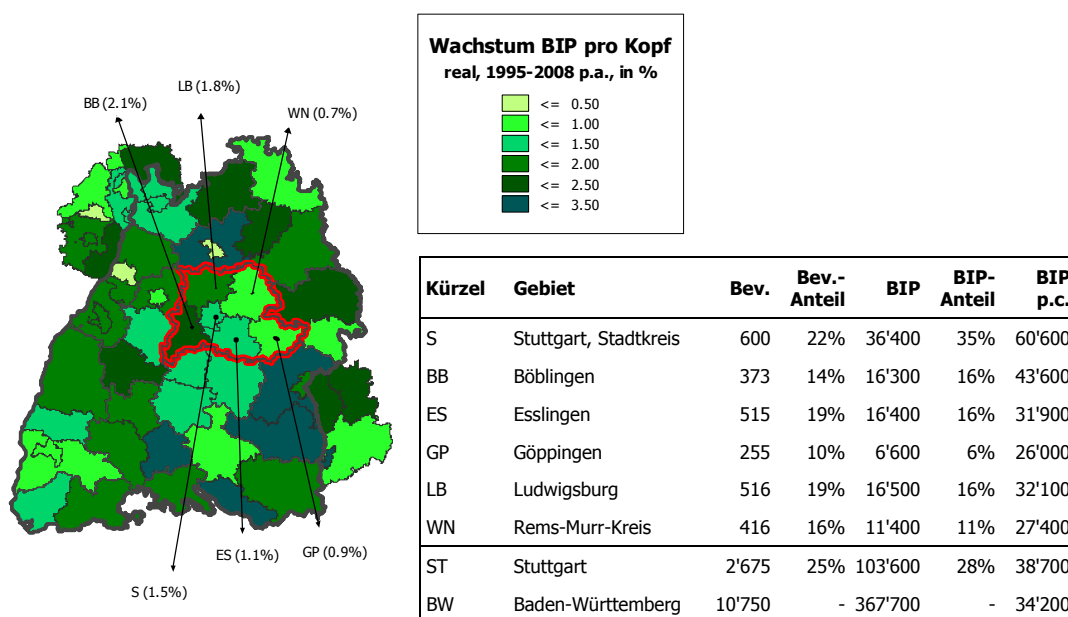 Wachstum BIP pro Kopf
real, 1995-2008 p.a., in %
<= 0.50
<= 1.00
<= 1.50
<= 2.00
<= 2.50
<= 3.50
LB (1.8%)
BB (2.1%)
WN (0.7%)
ES (1.1%)
GP (0.9%)
S (1.5%)
Kürzel Gebiet Bev. Bev.-Anteil BIP BIP-Anteil BIP p.c.
S Stuttgart, Stadtkreis 600 22% 36'400 35% 60'600
BB Böblingen 373 14% 16'300 16% 43'600
ES Esslingen 515 19% 16'400 16% 31'900
GP Göppingen 255 10% 6'600 6% 26'000
LB Ludwigsburg 516 19% 16'500 16% 32'100
WN Rems-Murr-Kreis 416 16% 11'400 11% 27'400
ST Stuttgart 2'675 25% 103'600 28% 38'700
BW Baden-Württemberg 10'750 - 367'700 - 34'200